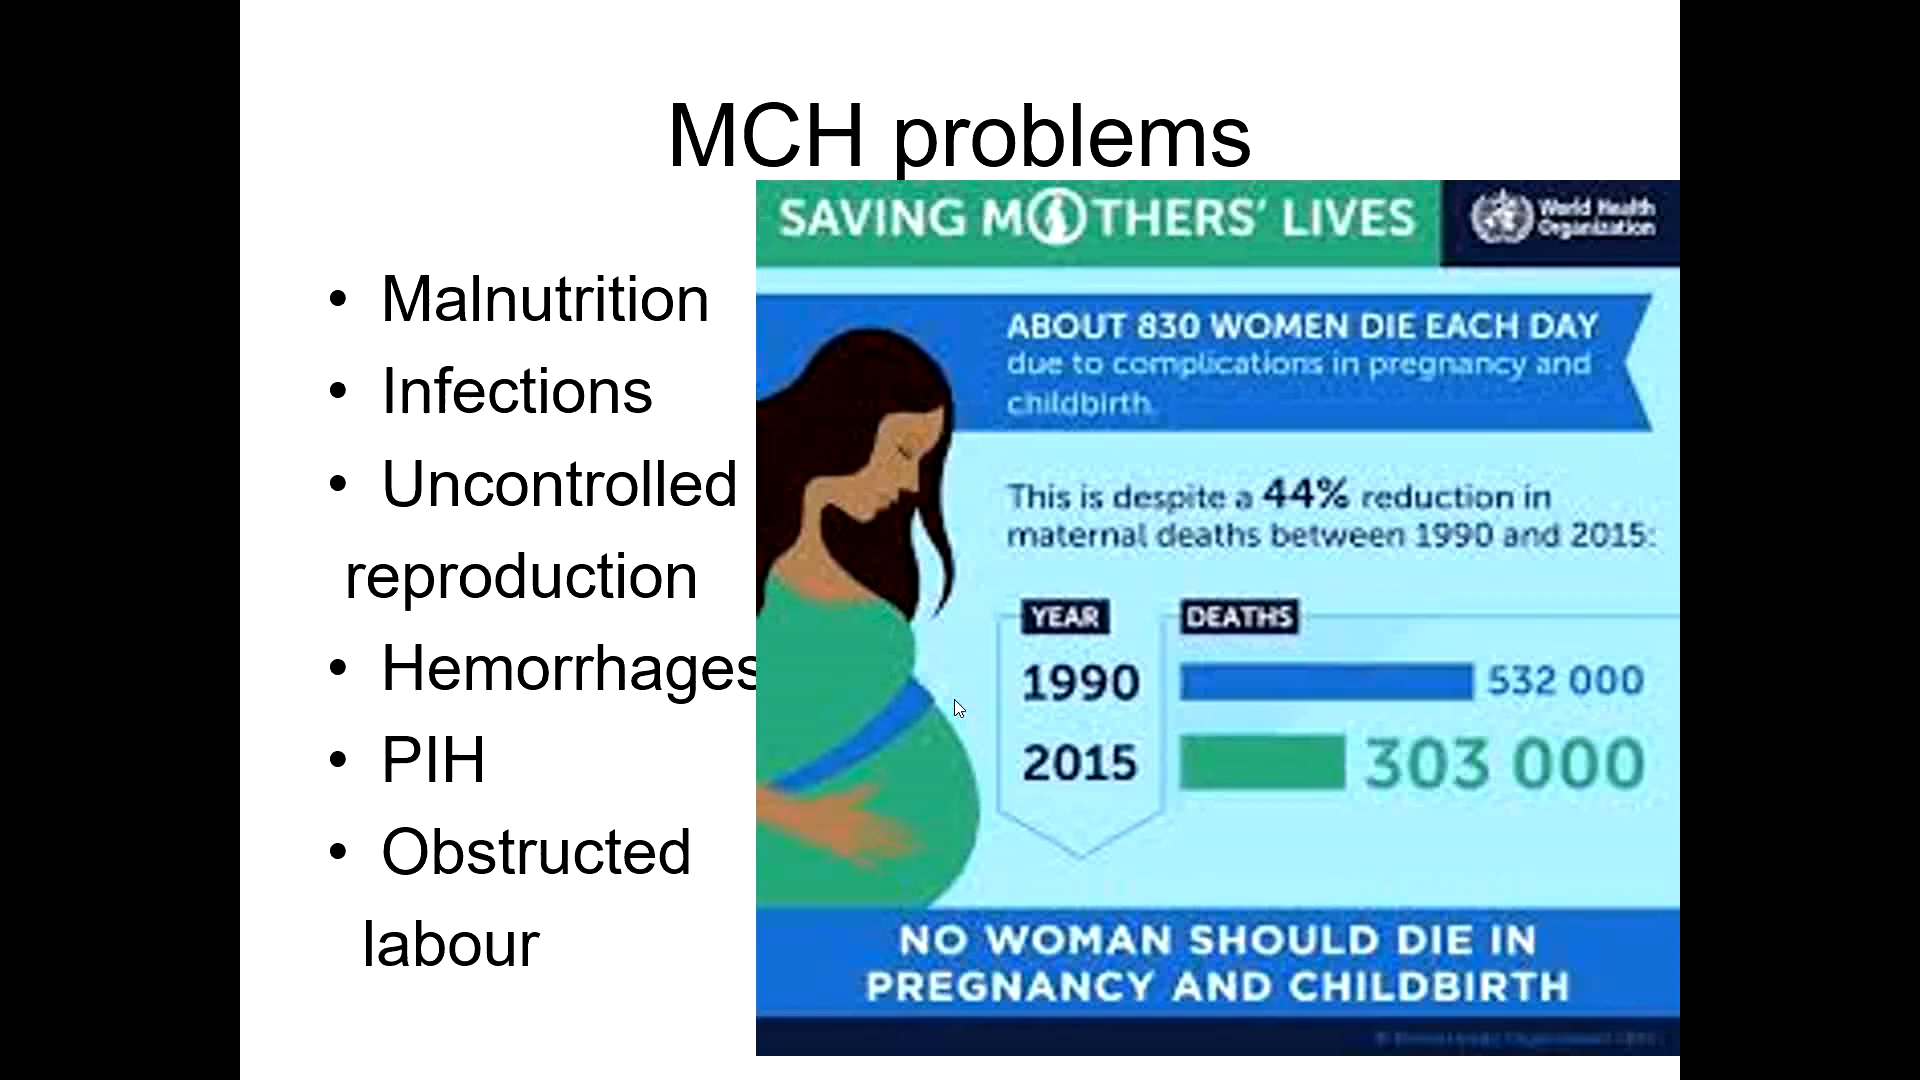 MCH problems
• Malnutrition
• Infections
• Uncontrolled
reproduction
• Hemorrhages
• PIH
• Obstructed
labour
SAVING MOTHERS’ LIVES
World Health
Organization
ABOUT 830 WOMEN DIE EACH DAY
due to complications in pregnancy and
childbirth.
This is despite a 44% reduction in
maternal deaths between 1990 and 2015:
YEAR DEATHS
1990 532 000
2015 303 000
NO WOMAN SHOULD DIE IN
PREGNANCY AND CHILDBIRTH